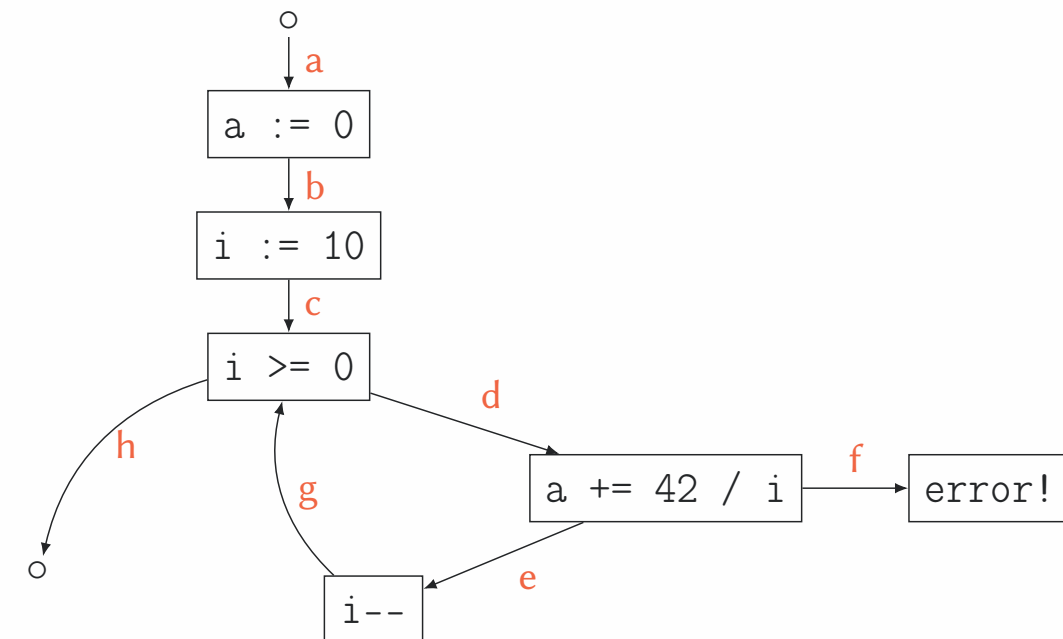 a
a := 0
b
i := 10
c
i >= 0
d
h
f
g
a += 42 / i
error!
e
i--